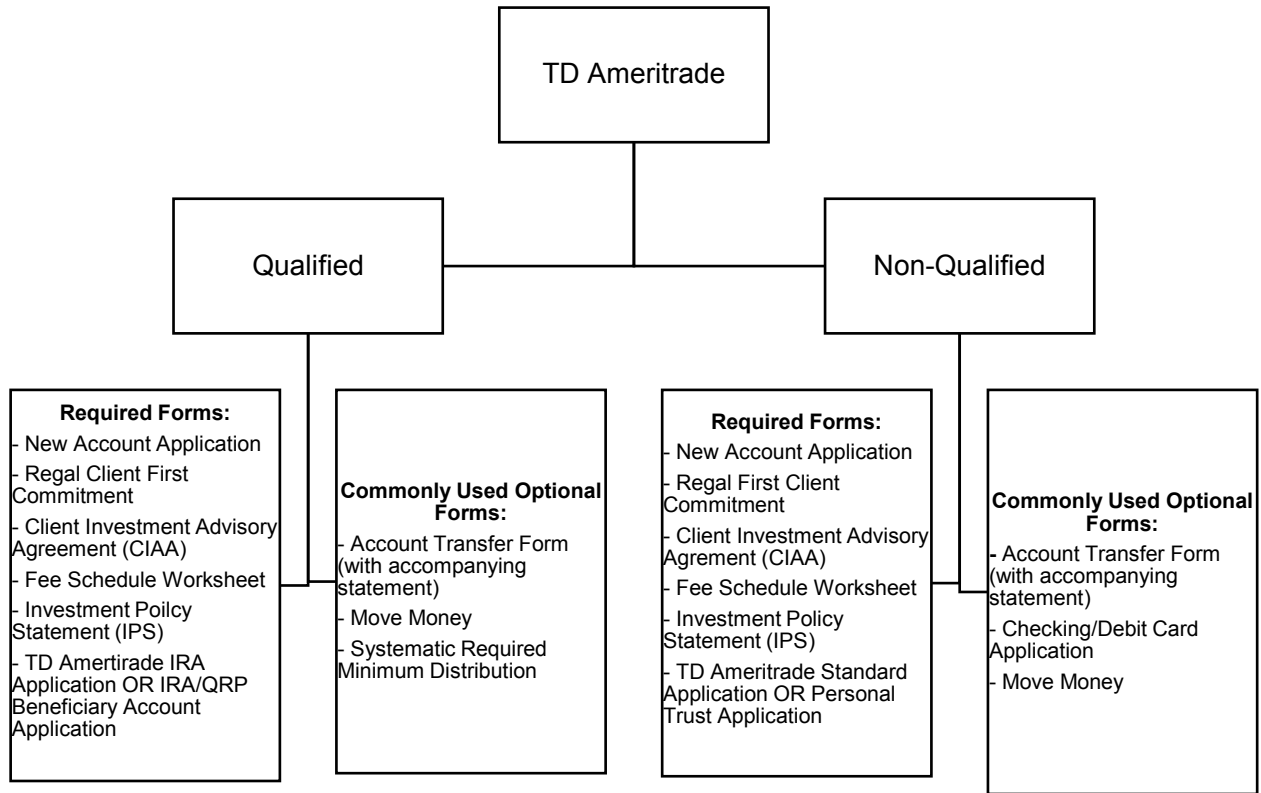 TD Ameritrade
Qualified
Non-Qualified
Required Forms:
- New Account Application
- Regal Client First
Commitment
- Client Investment Advisory
Agreement (CIAA)
- Fee Schedule Worksheet
- Investment Poilcy
Statement (IPS)
- TD Amertirade IRA
Application OR IRA/QRP
Beneficiary Account
Application
Commonly Used Optional
Forms:
- Account Transfer Form
(with accompanying
statement)
- Move Money
- Systematic Required
Minimum Distribution
Required Forms:
- New Account Application
- Regal First Client
Commitment
- Client Investment Advisory
Agrement (CIAA)
- Fee Schedule Worksheet
- Investment Policy
Statement (IPS)
- TD Ameritrade Standard
Application OR Personal
Trust Application
Commonly Used Optional
Forms:
- Account Transfer Form
(with accompanying
statement)
- Checking/Debit Card
Application
- Move Money